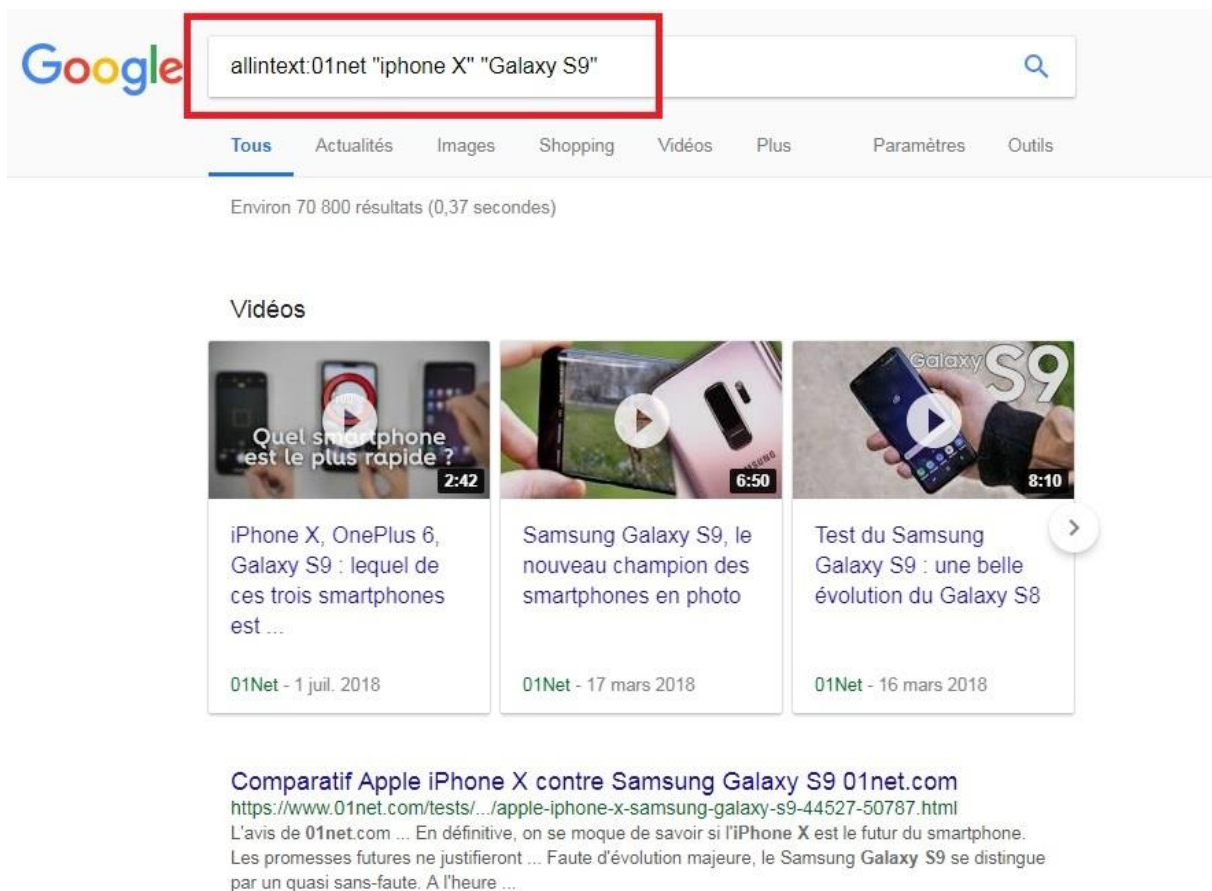 Google
allintext:01net "iphone X" "Galaxy S9"
Tous Actualités Images Shopping Vidéos Plus Paramètres Outils
Environ 70 800 résultats (0,37 secondes)
Vidéos
Quel smartphone
est le plus rapide ?
2:42
SAMSUNG
6:50
Galaxy S9
8:10
iPhone X, OnePlus 6,
Galaxy S9 : lequel de
ces trois smartphones
est ...
01Net - 1 juil. 2018
Samsung Galaxy S9, le
nouveau champion des
smartphones en photo
01Net - 17 mars 2018
Test du Samsung
Galaxy S9 : une belle
évolution du Galaxy S8
01Net - 16 mars 2018
Comparatif Apple iPhone X contre Samsung Galaxy S9 01net.com
https://www.01net.com/tests/.../apple-iphone-x-samsung-galaxy-s9-44527-50787.html
L'avis de 01net.com ... En définitive, on se moque de savoir si l'iPhone X est le futur du smartphone.
Les promesses futures ne justifieront ... Faute d'évolution majeure, le Samsung Galaxy S9 se distingue
par un quasi sans-faute. A l'heure ...